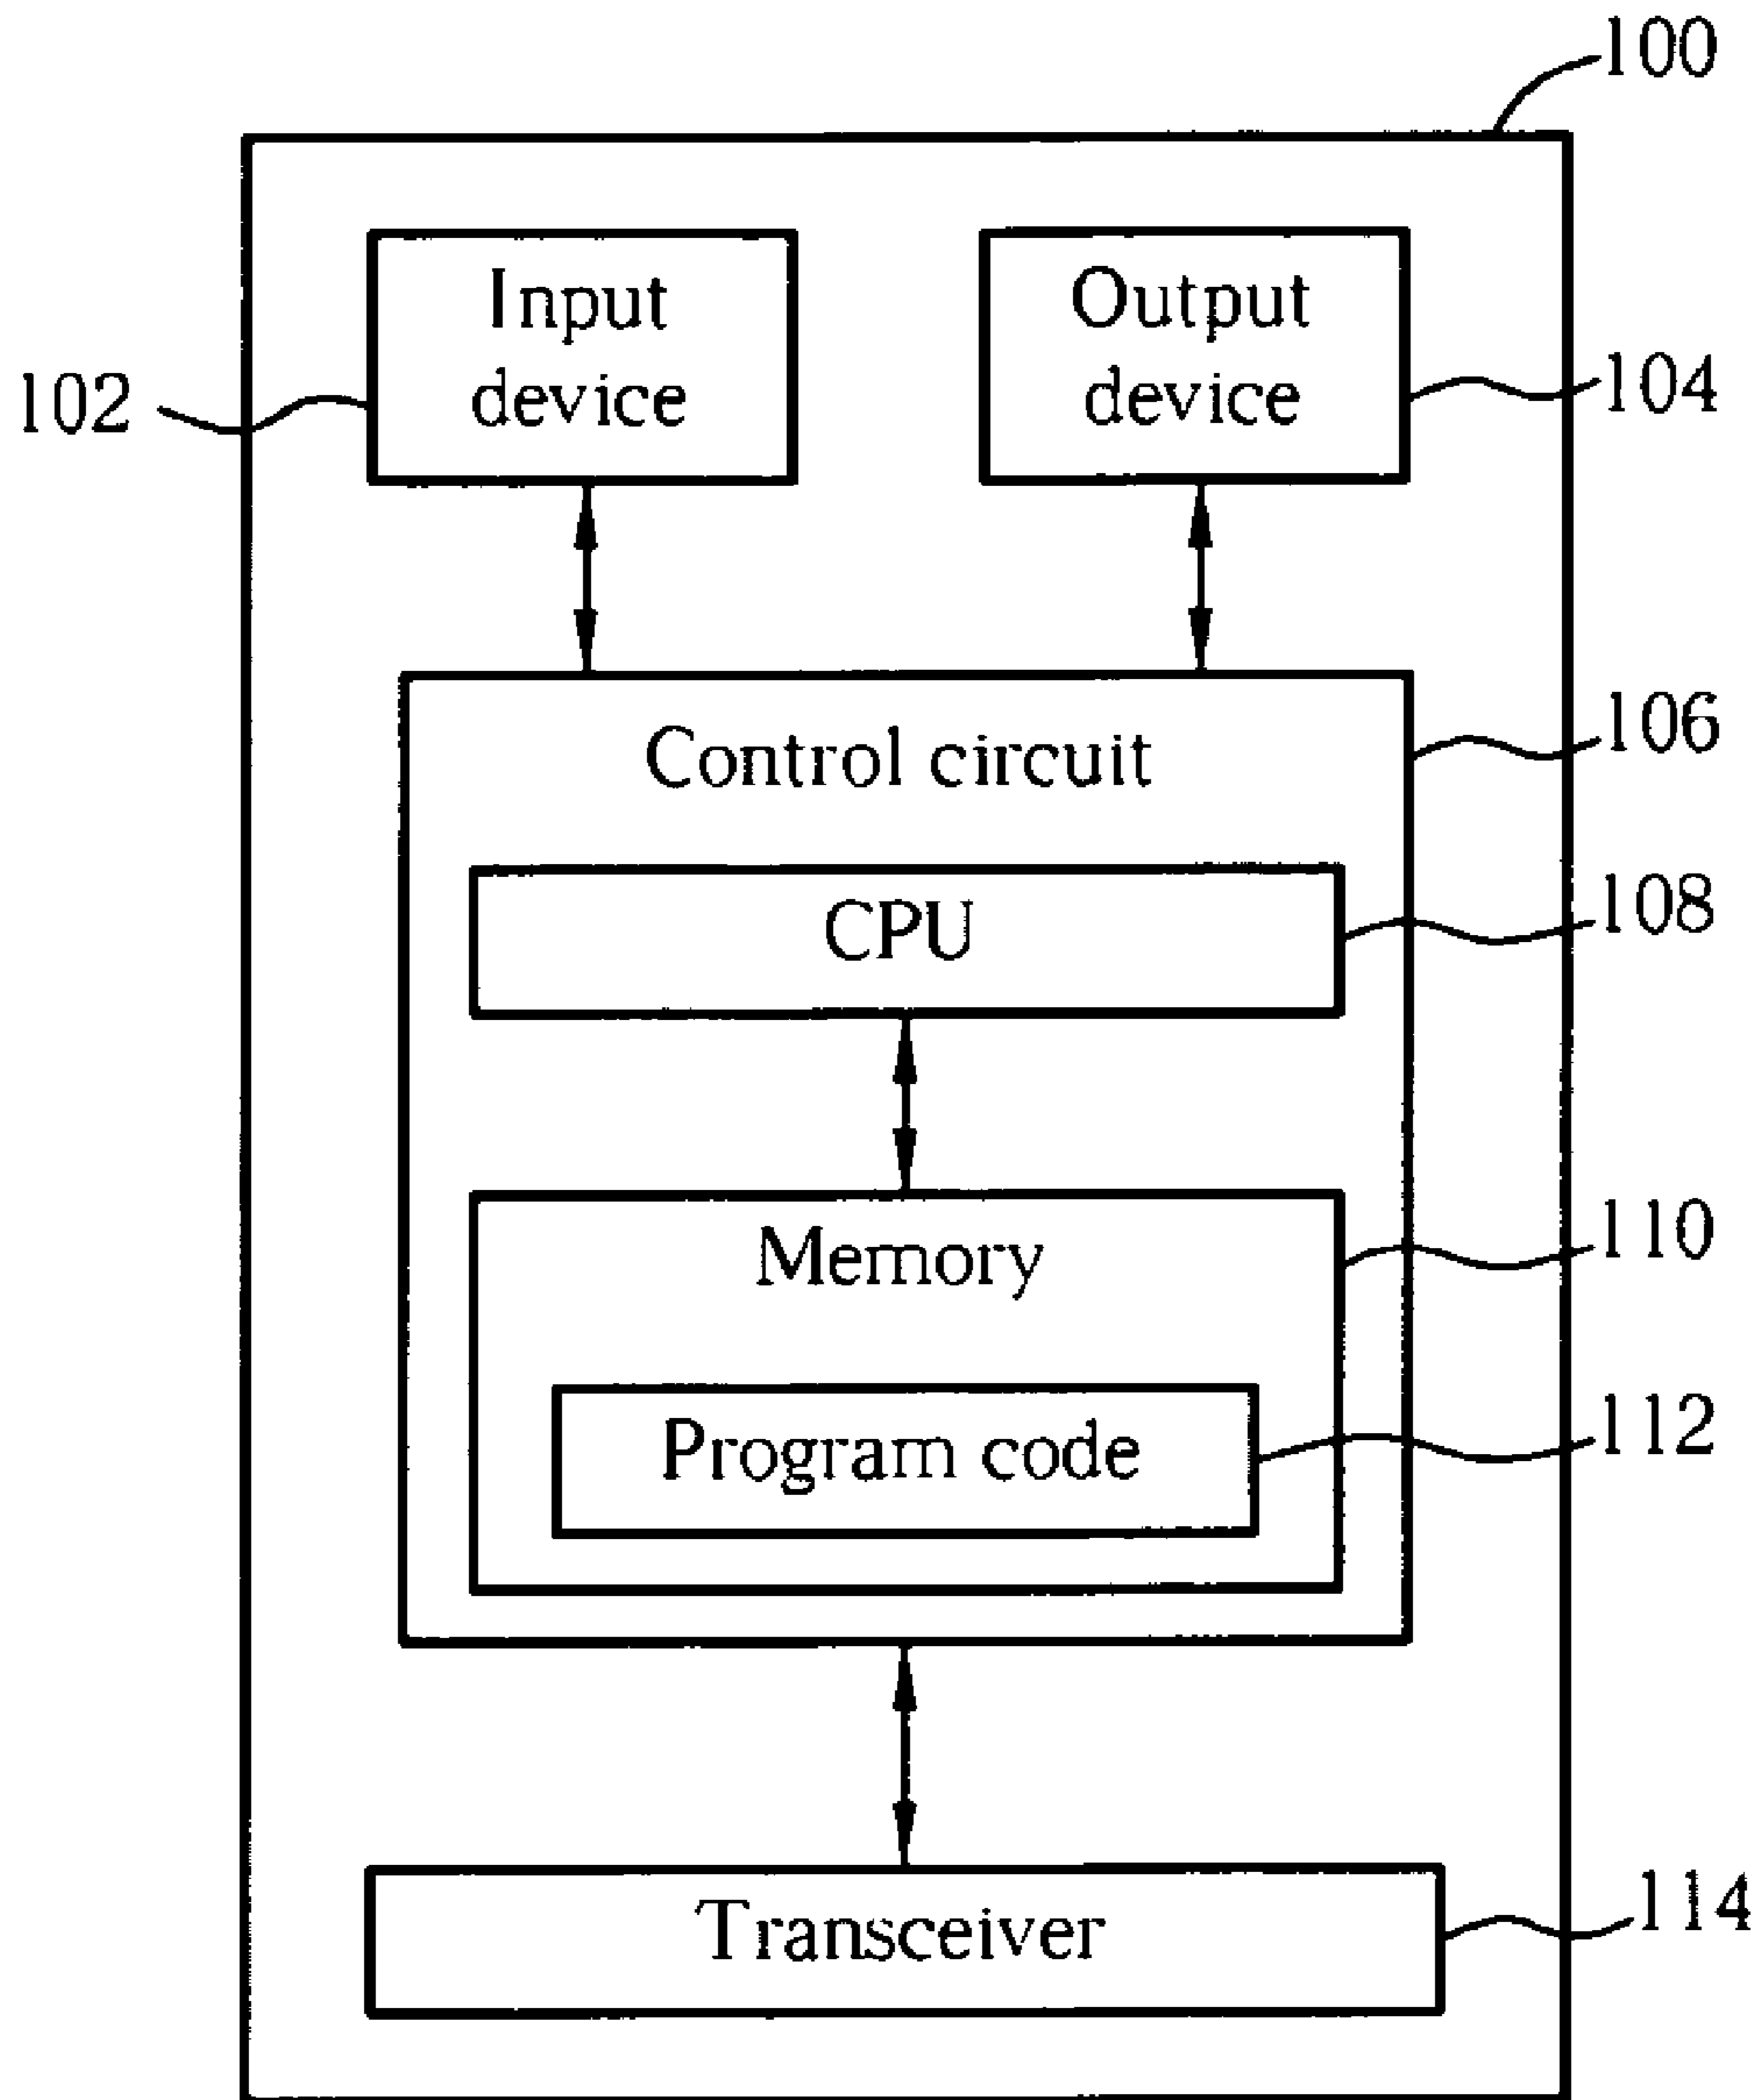 100
Input
device
Output
device
102
104
Control circuit
106
CPU
108
Memory
110
Program code
112
Transceiver
114